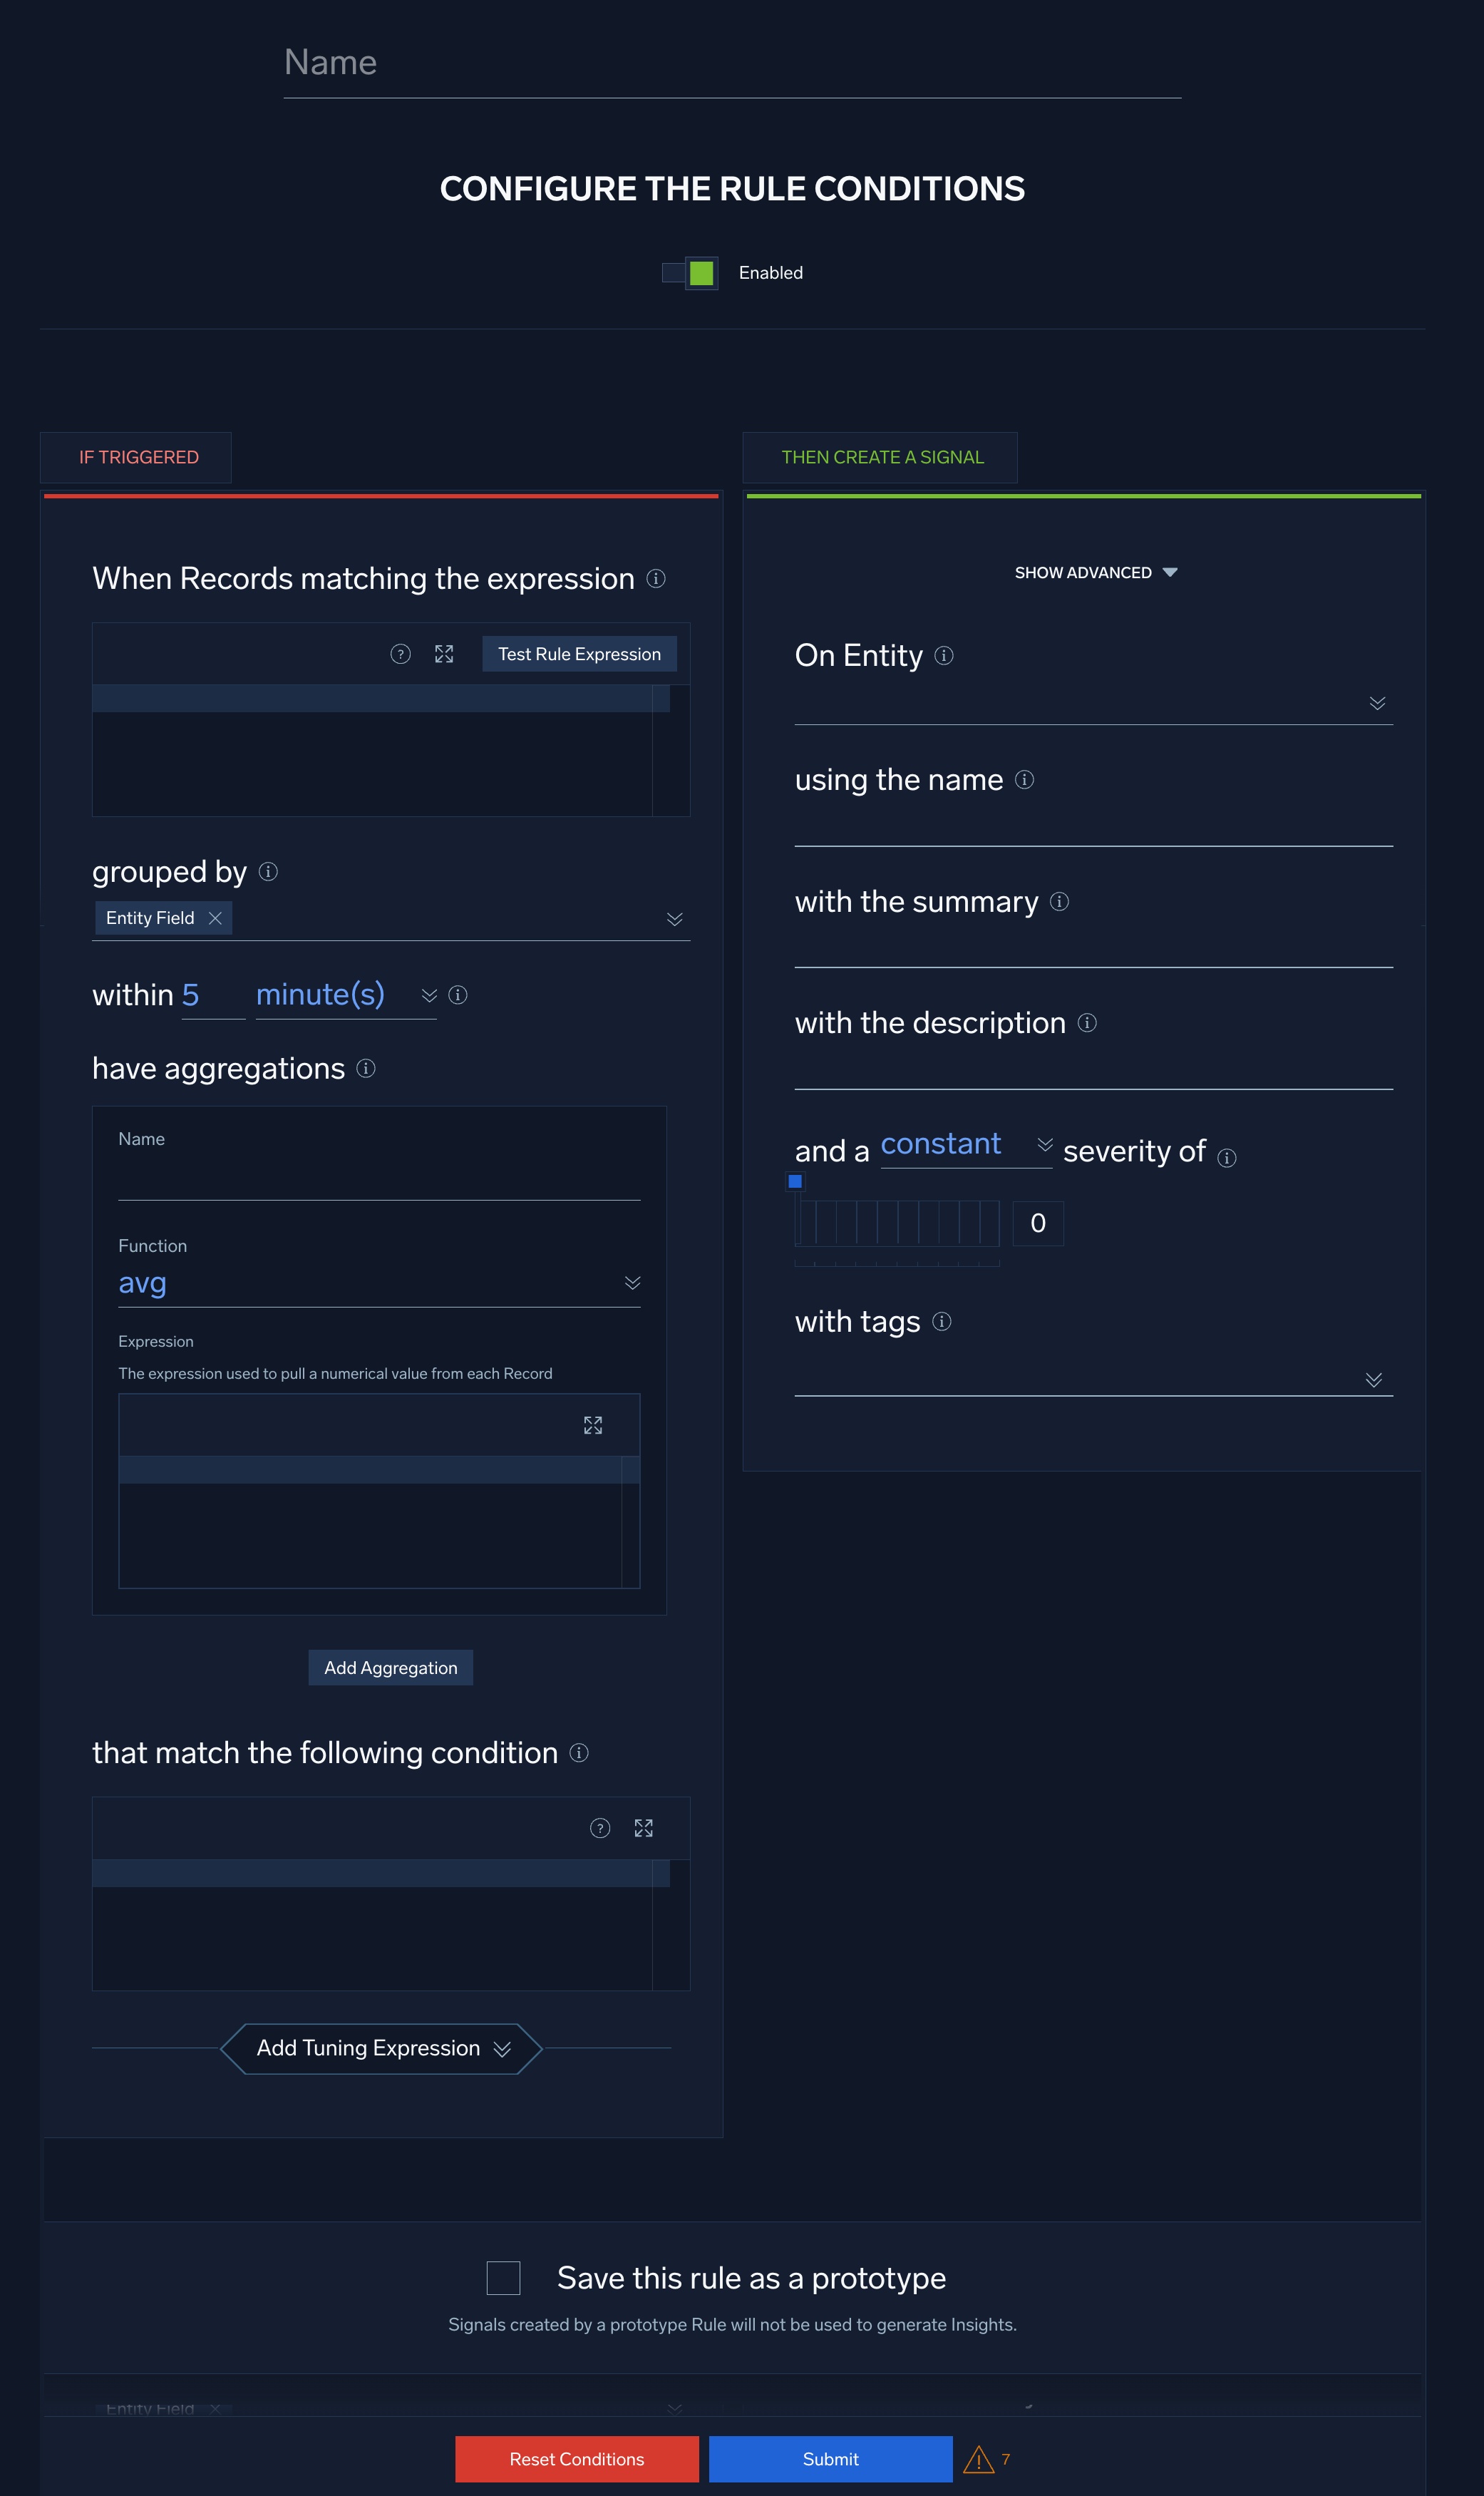 Name
CONFIGURE THE RULE CONDITIONS
Enabled
IF TRIGGERED
When Records matching the expression
Test Rule Expression
grouped by
Entity Field
within 5 minute(s)
have aggregations
Name
Function
avg
Expression
The expression used to pull a numerical value from each Record
Add Aggregation
that match the following condition
Add Tuning Expression
THEN CREATE A SIGNAL
SHOW ADVANCED
On Entity
using the name
with the summary
with the description
and a constant severity of
0
with tags
Save this rule as a prototype
Signals created by a prototype Rule will not be used to generate Insights.
Entity Field
Reset Conditions
Submit
7